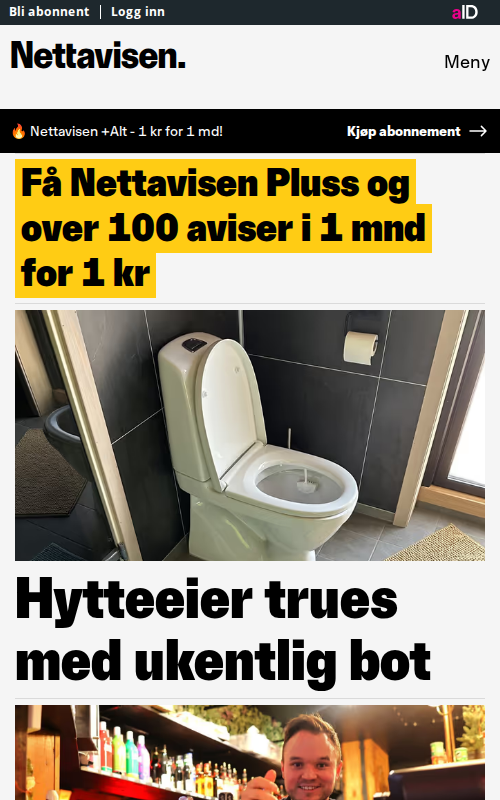 Bli abonnent
Logg inn
aID
Nettavisen.
Meny
🔥 Nettavisen +Alt - 1 kr for 1 md!
Kjøp abonnement →
Få Nettavisen Pluss og
over 100 aviser i 1 mnd
for 1 kr
Hytteeier trues
med ukentlig bot